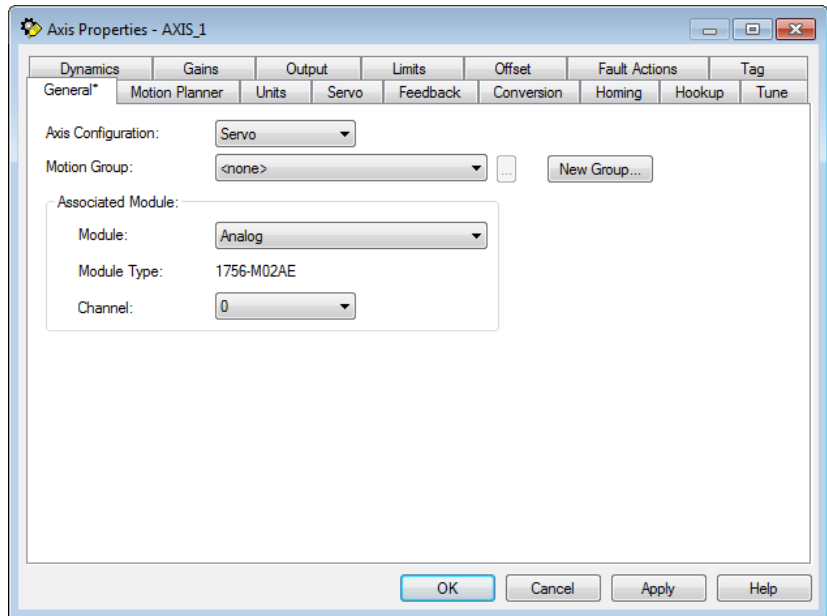 Axis Properties - AXIS_1
Dynamics Gains Output Limits Offset Fault Actions Tag
General* Motion Planner Units Servo Feedback Conversion Homing Hookup Tune
Axis Configuration: Servo
Motion Group: <none> ... New Group...
Associated Module:
Module: Analog
Module Type: 1756-M02AE
Channel: 0
OK Cancel Apply Help